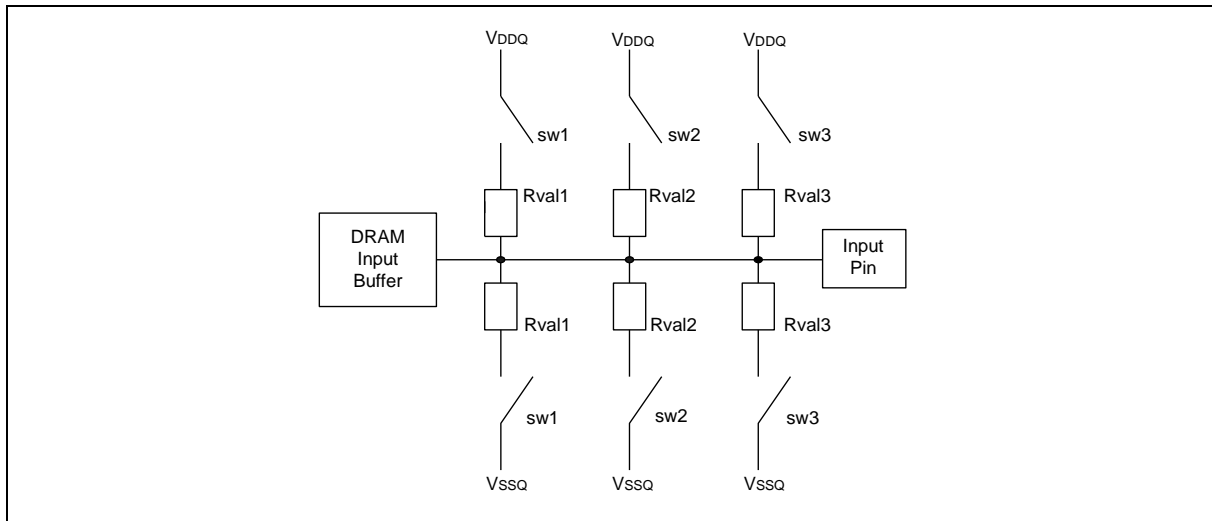 VDDQ VDDQ VDDQ
sw1 sw2 sw3
Rval1 Rval2 Rval3
DRAM
Input
Buffer
Input
Pin
Rval1 Rval2 Rval3
sw1 sw2 sw3
VSSQ VSSQ VSSQ